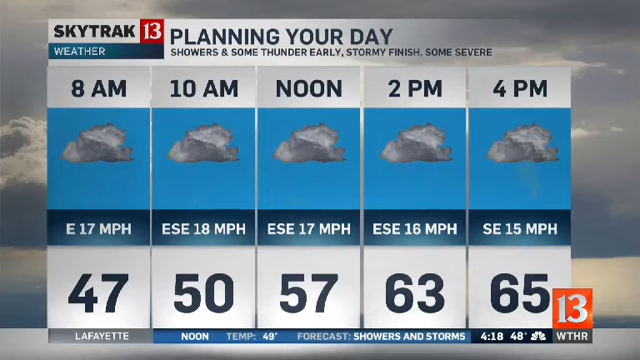 SKYTRAK 13
WEATHER
PLANNING YOUR DAY
SHOWERS & SOME THUNDER EARLY, STORMY FINISH, SOME SEVERE
8 AM 10 AM NOON 2 PM 4 PM
E 17 MPH ESE 18 MPH ESE 17 MPH ESE 16 MPH SE 15 MPH
47 50 57 63 65
13
LAFAYETTE NOON TEMP: 49° FORECAST: SHOWERS AND STORMS 4:18 48° WTHR